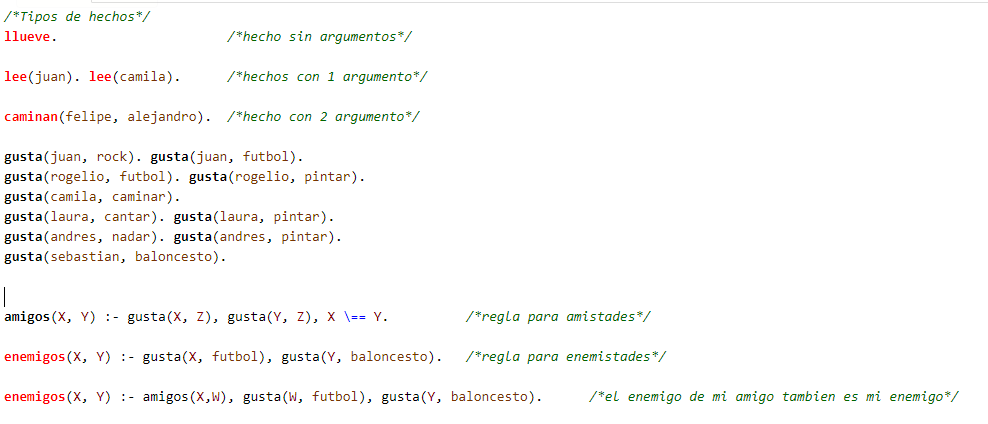 /*Tipos de hechos*/
llueve. /*hecho sin argumentos*/
lee(juan). lee(camila). /*hechos con 1 argumento*/
caminan(felipe, alejandro). /*hecho con 2 argumento*/
gusta(juan, rock). gusta(juan, futbol).
gusta(rogelio, futbol). gusta(rogelio, pintar).
gusta(camila, caminar).
gusta(laura, cantar). gusta(laura, pintar).
gusta(andres, nadar). gusta(andres, pintar).
gusta(sebastian, baloncesto).
amigos(X, Y) :- gusta(X, Z), gusta(Y, Z), X \== Y. /*regla para amistades*/
enemigos(X, Y) :- gusta(X, futbol), gusta(Y, baloncesto). /*regla para enemistades*/
enemigos(X, Y) :- amigos(X,W), gusta(W, futbol), gusta(Y, baloncesto). /*el enemigo de mi amigo tambien es mi enemigo*/